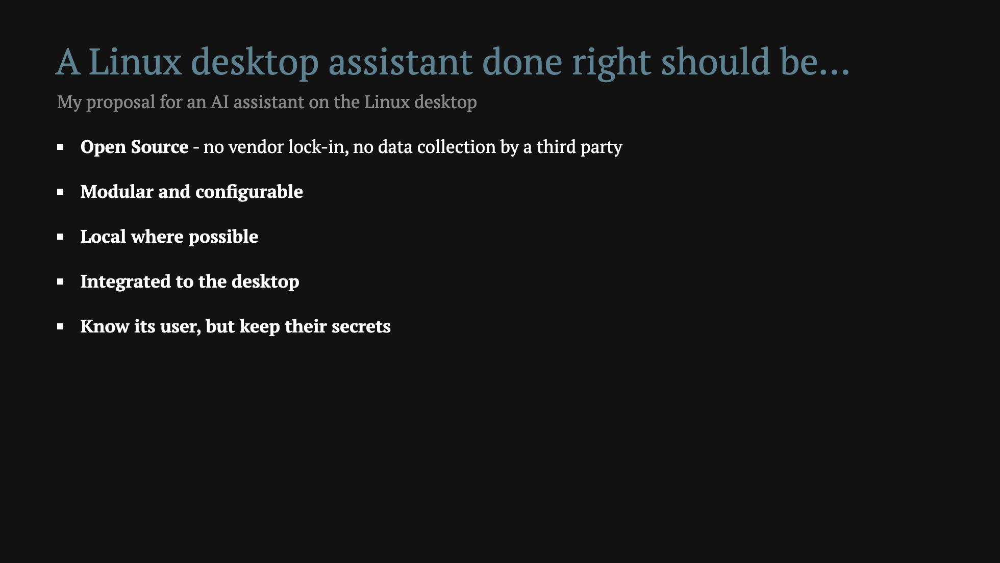 A Linux desktop assistant done right should be...
My proposal for an AI assistant on the Linux desktop
▪ Open Source - no vendor lock-in, no data collection by a third party
▪ Modular and configurable
▪ Local where possible
▪ Integrated to the desktop
▪ Know its user, but keep their secrets